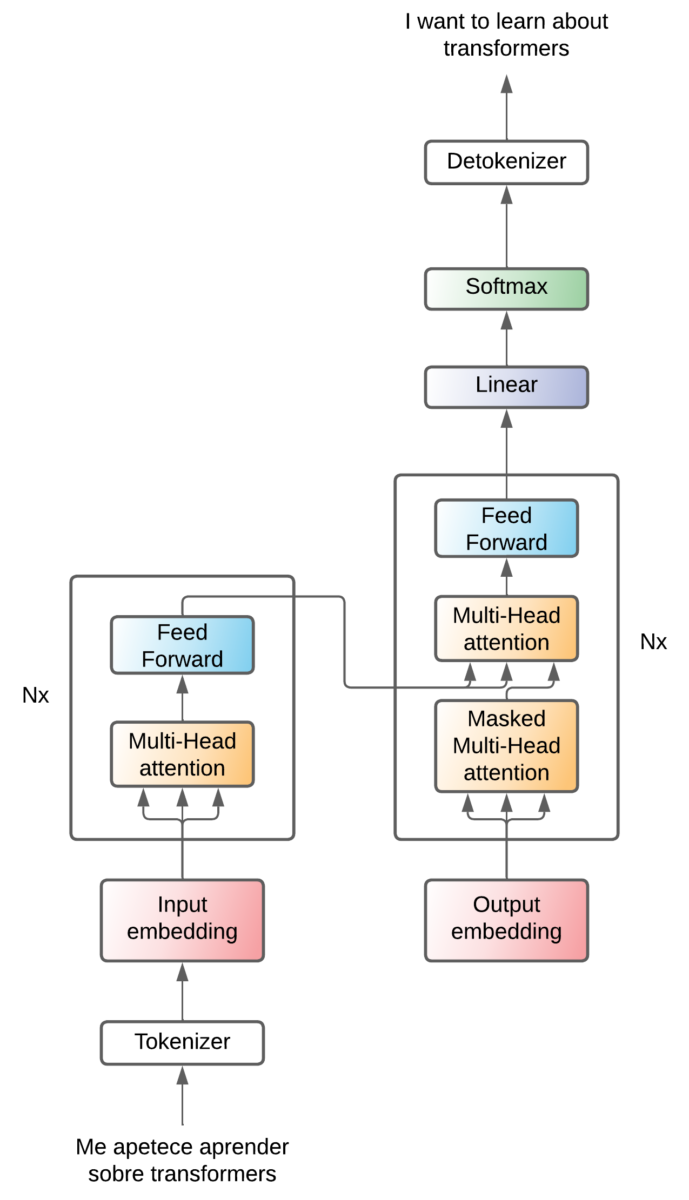 I want to learn about
transformers
Detokenizer
Softmax
Linear
Feed
Forward
Multi-Head
attention
Masked
Multi-Head
attention
Nx
Output
embedding
Feed
Forward
Multi-Head
attention
Nx
Input
embedding
Tokenizer
Me apetece aprender
sobre transformers